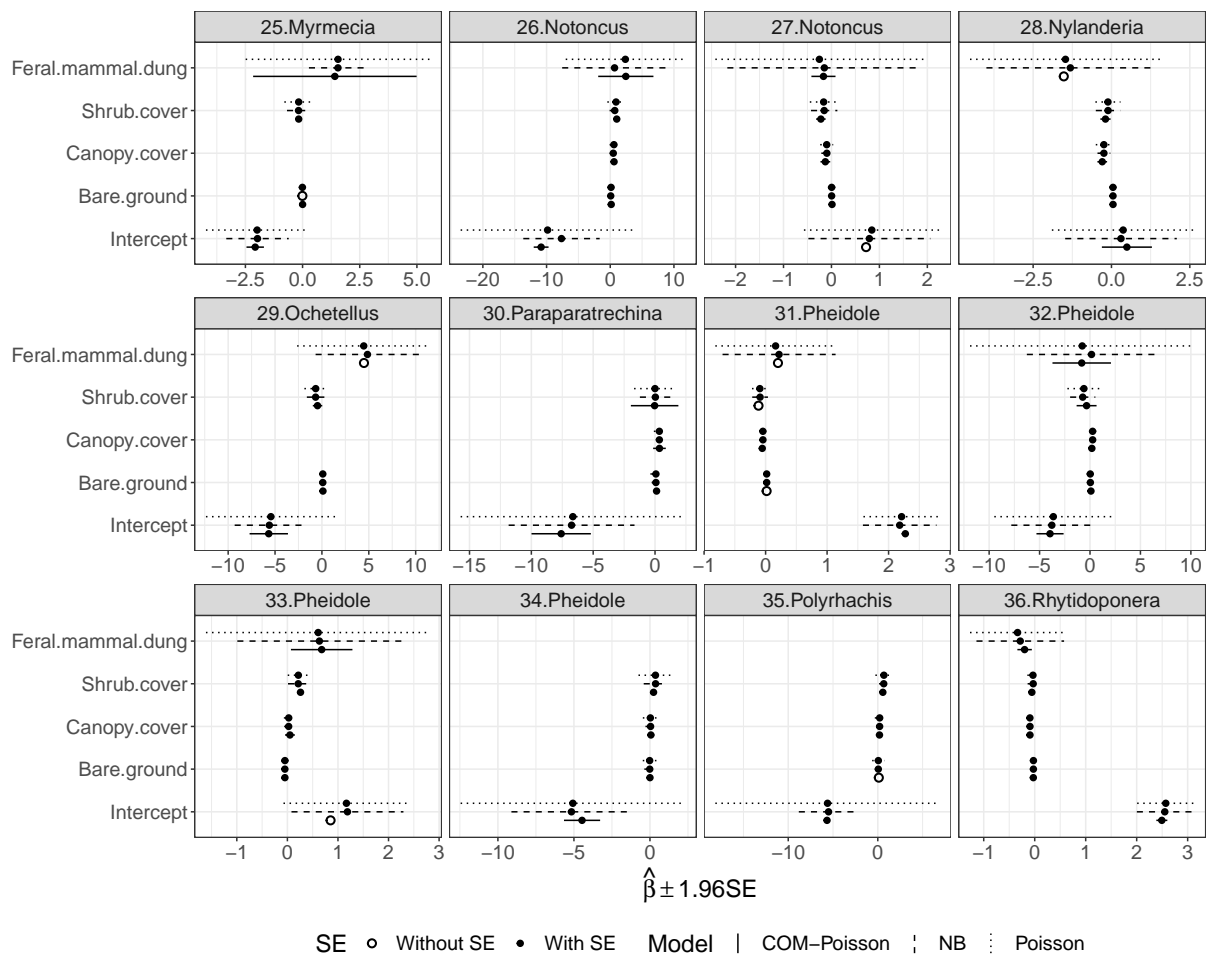 25.Myrmecia 26.Notoncus 27.Notoncus 28.Nylanderia
Feral.mammal.dung
Shrub.cover
Canopy.cover
Bare.ground
Intercept
−2.5 0.0 2.5 5.0 −20 −10 0 10 −2 −1 0 1 2 −2.5 0.0 2.5
29.Ochetellus 30.Paraparatrechina 31.Pheidole 32.Pheidole
Feral.mammal.dung
Shrub.cover
Canopy.cover
Bare.ground
Intercept
−10 −5 0 5 10 −15 −10 −5 0 −1 0 1 2 3 −10 −5 0 5 10
33.Pheidole 34.Pheidole 35.Polyrhachis 36.Rhytidoponera
Feral.mammal.dung
Shrub.cover
Canopy.cover
Bare.ground
Intercept
−1 0 1 2 3 −10 −5 0 −10 0 −1 0 1 2 3
β̂ ± 1.96SE
SE Without SE With SE Model COM−Poisson NB Poisson